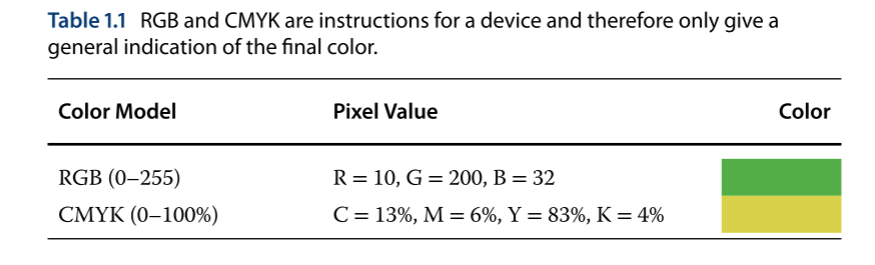 Table 1.1 RGB and CMYK are instructions for a device and therefore only give a
general indication of the final color.
Color Model Pixel Value Color
RGB (0–255) R = 10, G = 200, B = 32
CMYK (0–100%) C = 13%, M = 6%, Y = 83%, K = 4%